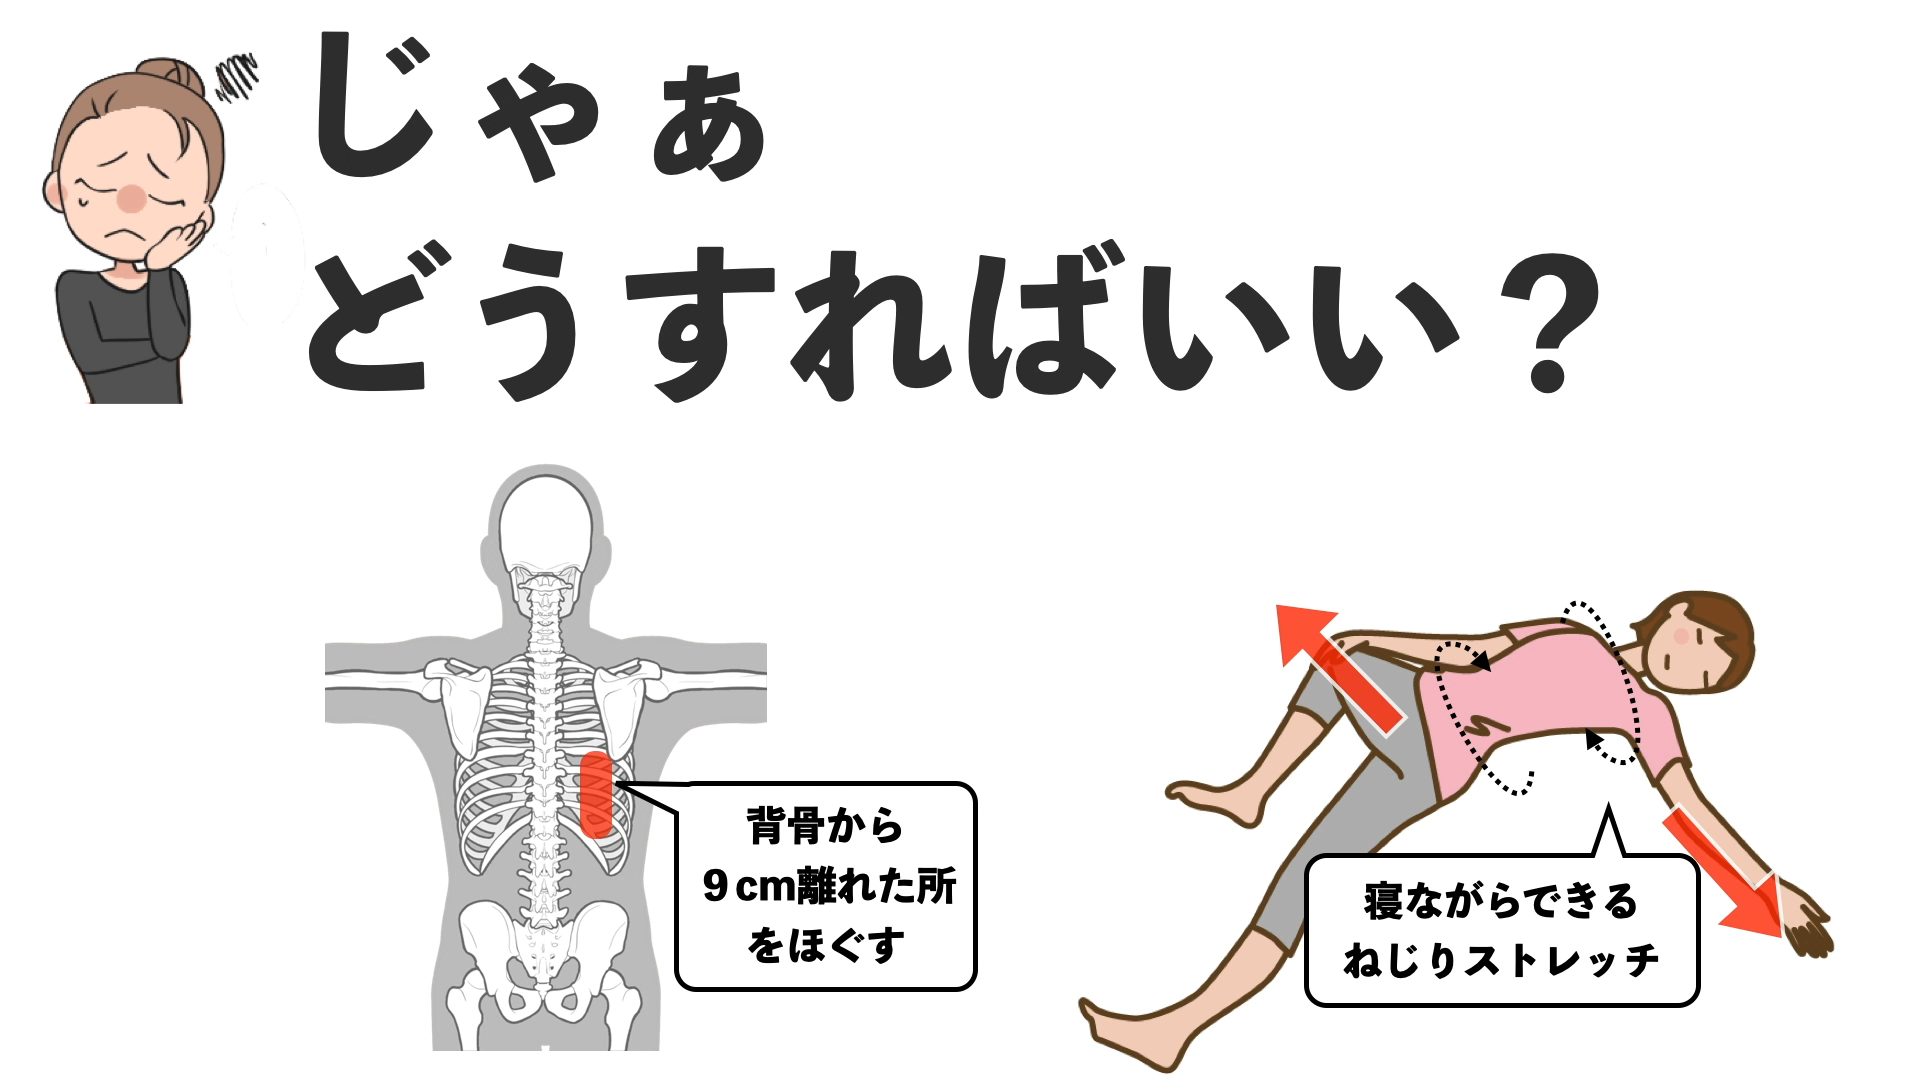 じゃぁ
どうすればいい？
背骨から
９cm離れた所
をほぐす
寝ながらできる
ねじりストレッチ